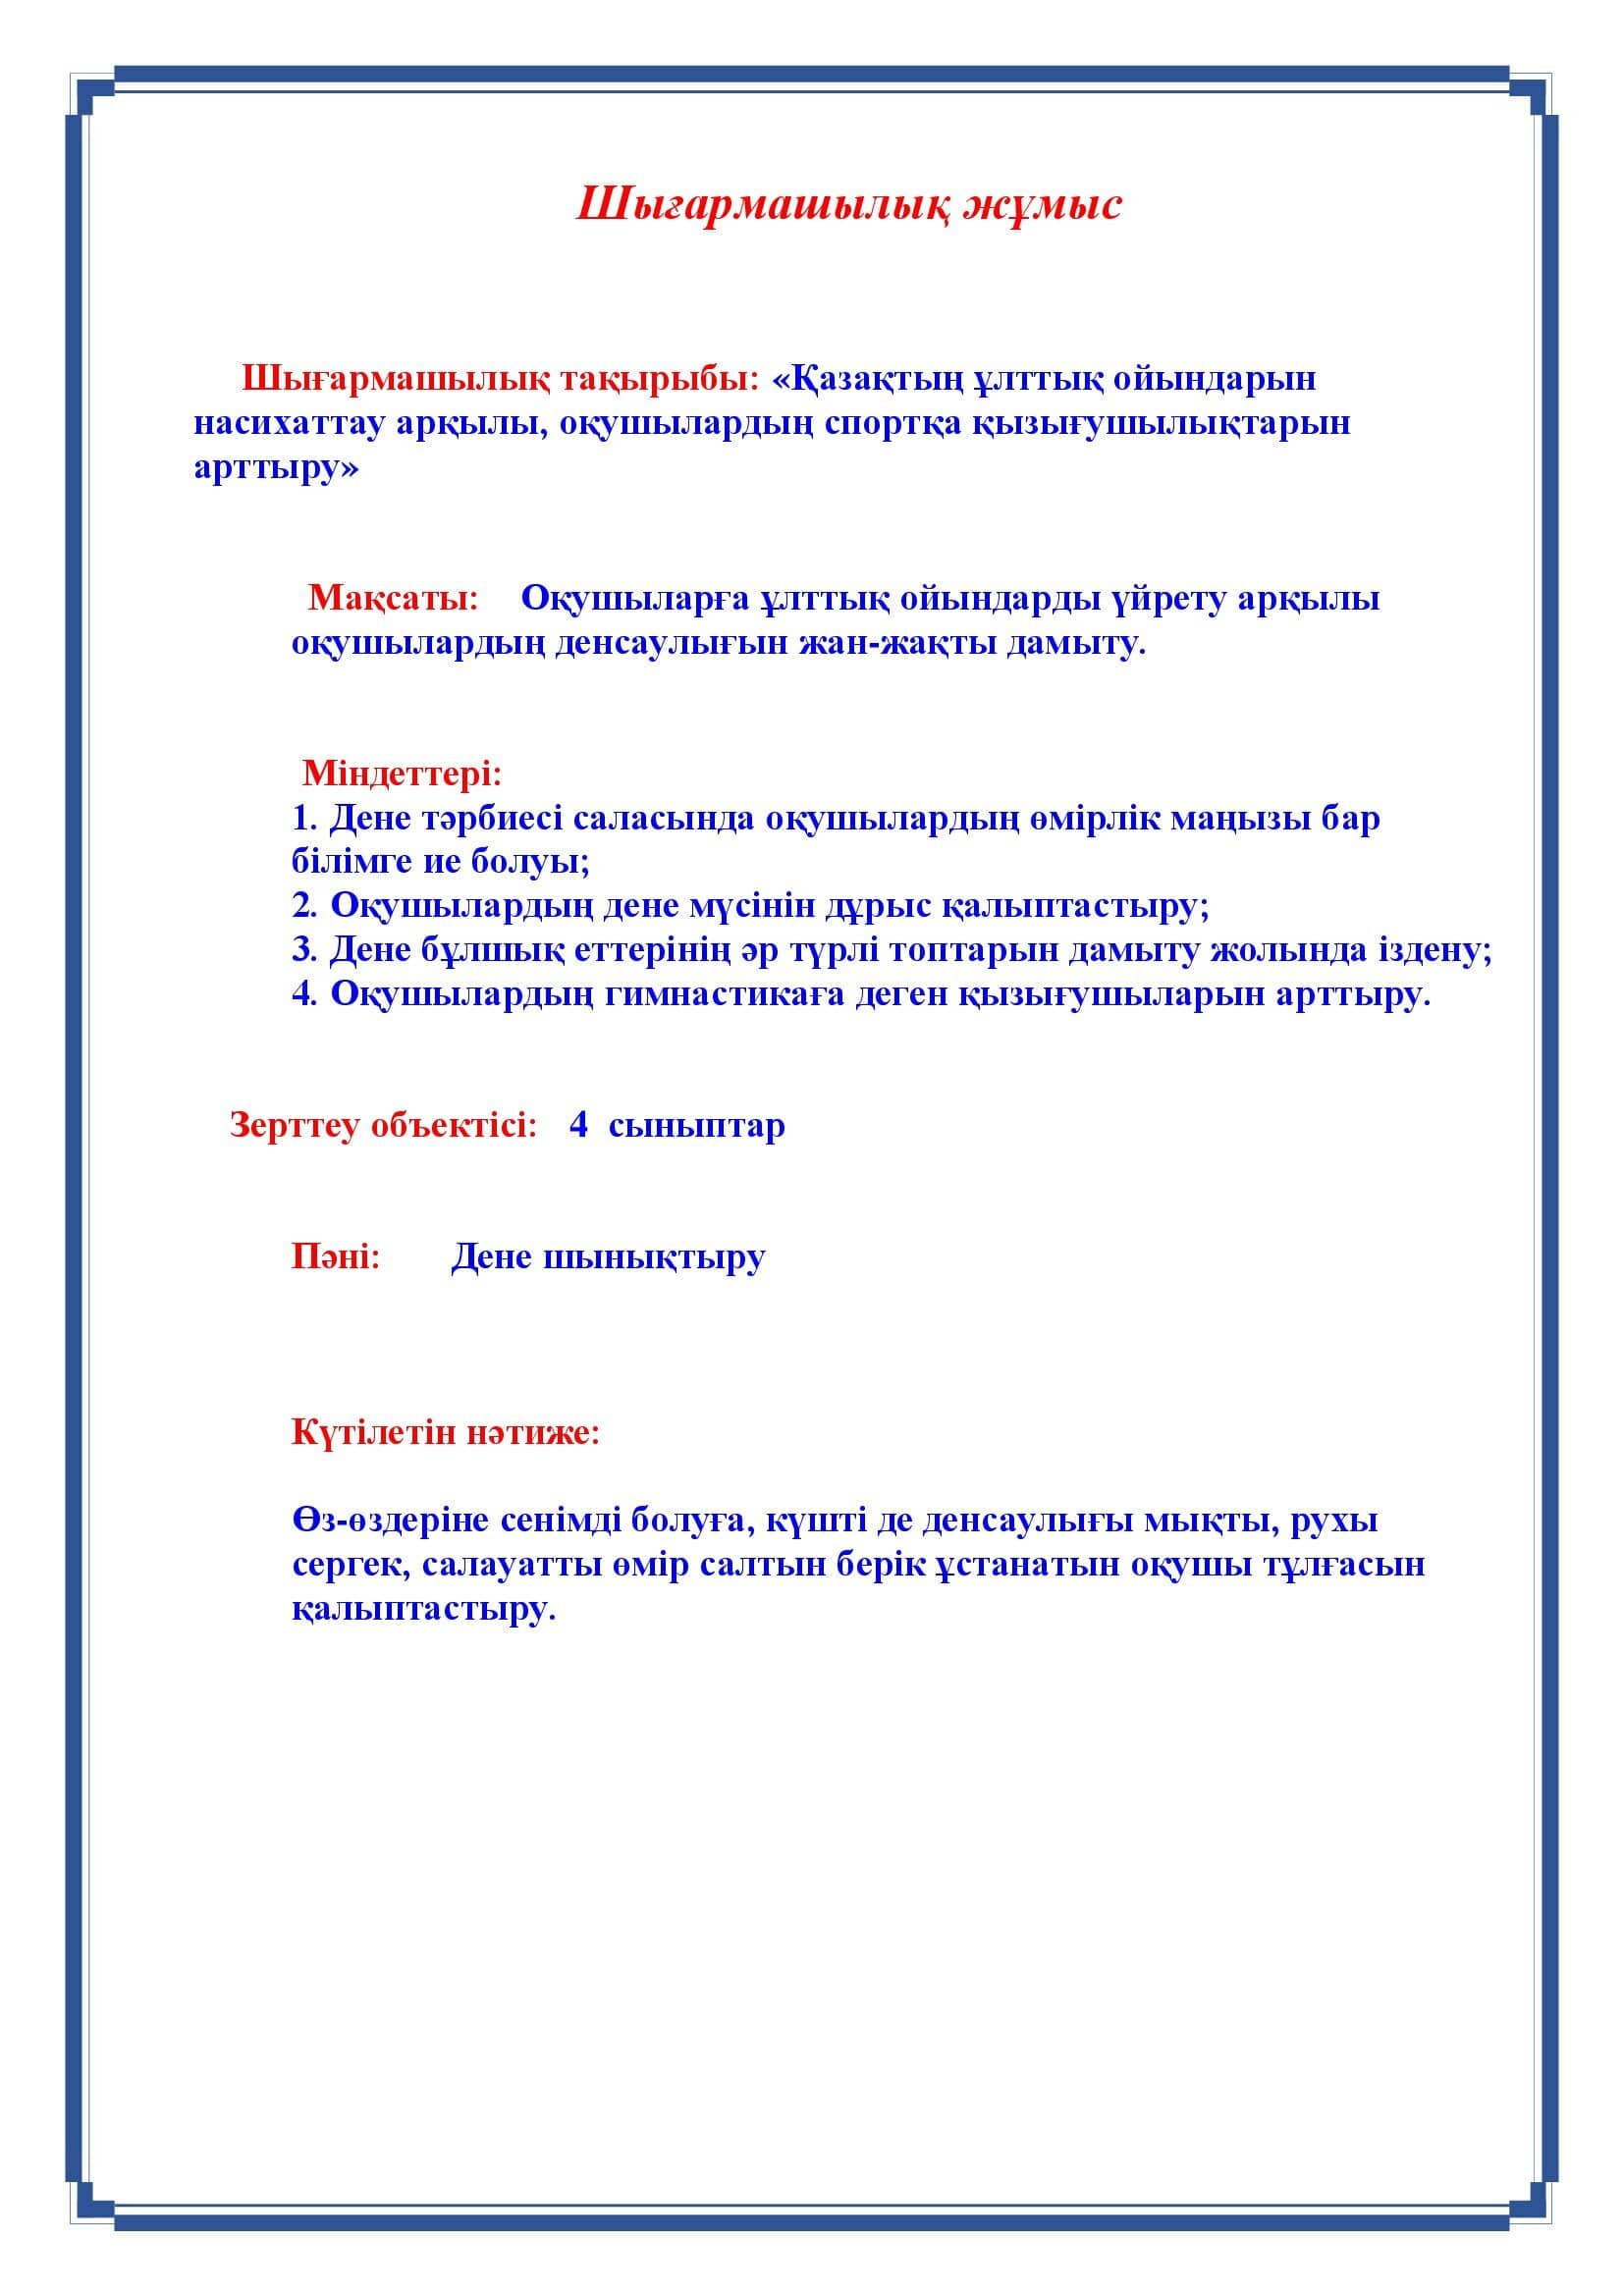 Шығармашылық жұмыс
Шығармашылық тақырыбы: «Қазақтың ұлттық ойындарын
насихаттау арқылы, оқушылардың спортқа қызығушылықтарын
арттыру»
Мақсаты: Оқушыларға ұлттық ойындарды үйрету арқылы
оқушылардың денсаулығын жан-жақты дамыту.
Міндеттері:
1. Дене тәрбиесі саласында оқушылардың өмірлік маңызы бар
білімге ие болуы;
2. Оқушылардың дене мүсінін дұрыс қалыптастыру;
3. Дене бұлшық еттерінің әр түрлі топтарын дамыту жолында іздену;
4. Оқушылардың гимнастикаға деген қызығушыларын арттыру.
Зерттеу объектісі: 4 сыныптар
Пәні: Дене шынықтыру
Күтілетін нәтиже:
Өз-өздеріне сенімді болуға, күшті де денсаулығы мықты, рухы
сергек, салауатты өмір салтын берік ұстанатын оқушы тұлғасын
қалыптастыру.